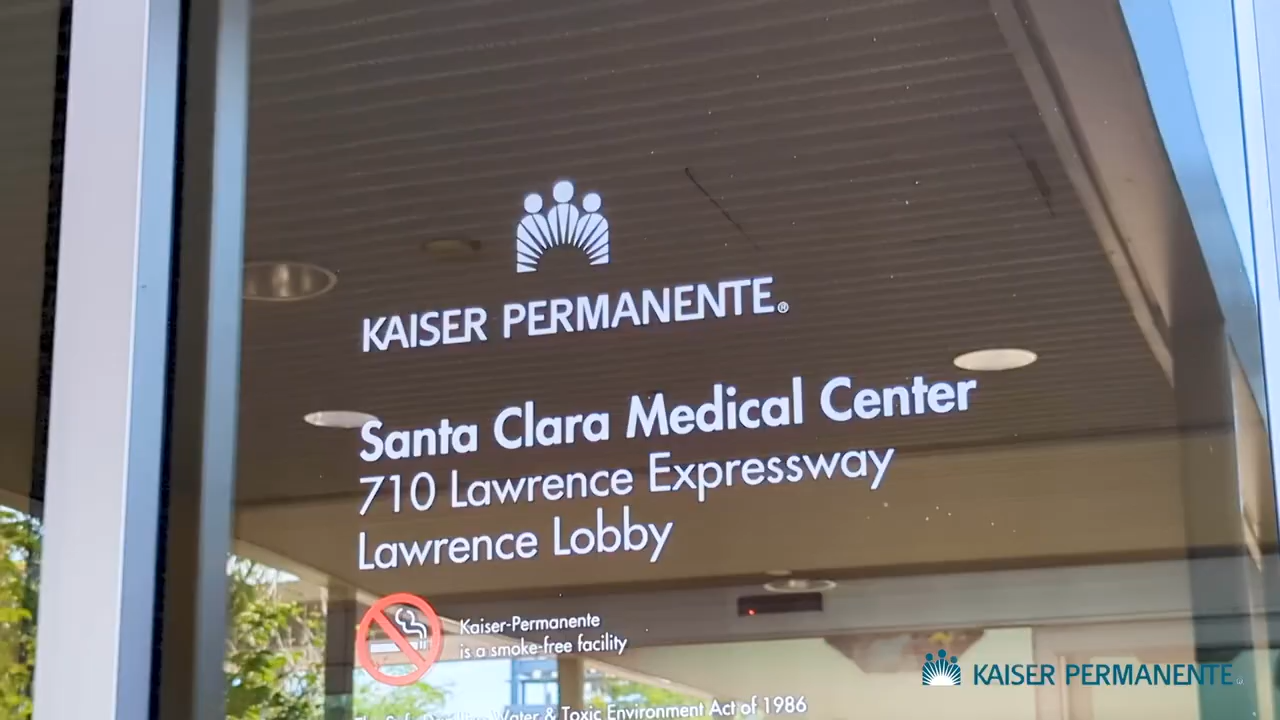 KAISER PERMANENTE®
Santa Clara Medical Center
710 Lawrence Expressway
Lawrence Lobby
Kaiser-Permanente
is a smoke-free facility
Water & Toxic Environment Act of 1986
KAISER PERMANENTE®